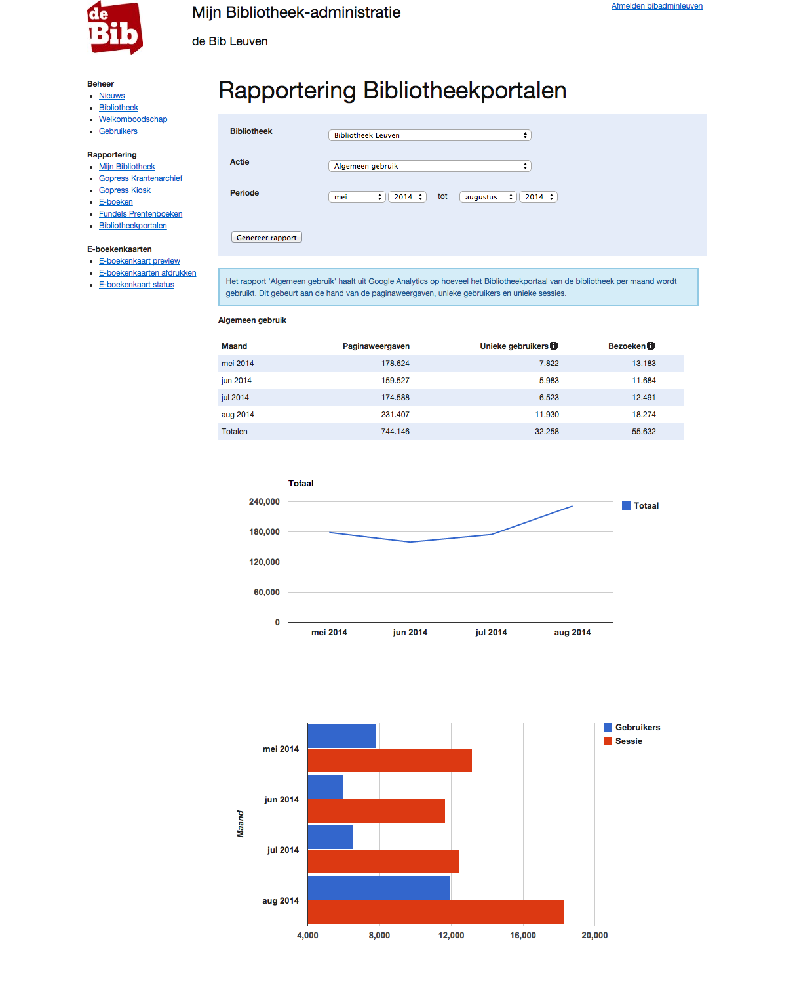 de
Bib
Mijn Bibliotheek-administratie
Afmelden bibadminleuven
de Bib Leuven
Beheer
Nieuws
Bibliotheek
Welkomboodschap
Gebruikers
Rapportering
Mijn Bibliotheek
Gopress Krantenarchief
Gopress Kiosk
E-boeken
Fundels Prentenboeken
Bibliotheekportalen
E-boekenkaarten
E-boekenkaart preview
E-boekenkaarten afdrukken
E-boekenkaart status
Rapportering Bibliotheekportalen
Bibliotheek Bibliotheek Leuven
Actie Algemeen gebruik
Periode mei 2014 tot augustus 2014
Genereer rapport
Het rapport 'Algemeen gebruik' haalt uit Google Analytics op hoeveel het Bibliotheekportaal van de bibliotheek per maand wordt
gebruikt. Dit gebeurt aan de hand van de paginaweergaven, unieke gebruikers en unieke sessies.
Algemeen gebruik
Maand Paginaweergaven Unieke gebruikers i Bezoeken i
mei 2014 178.624 7.822 13.183
jun 2014 159.527 5.983 11.684
jul 2014 174.588 6.523 12.491
aug 2014 231.407 11.930 18.274
Totalen 744.146 32.258 55.632
Totaal
240,000
180,000
120,000
60,000
0
mei 2014 jun 2014 jul 2014 aug 2014
Totaal
Gebruikers
Sessie
Maand
mei 2014
jun 2014
jul 2014
aug 2014
4,000 8,000 12,000 16,000 20,000